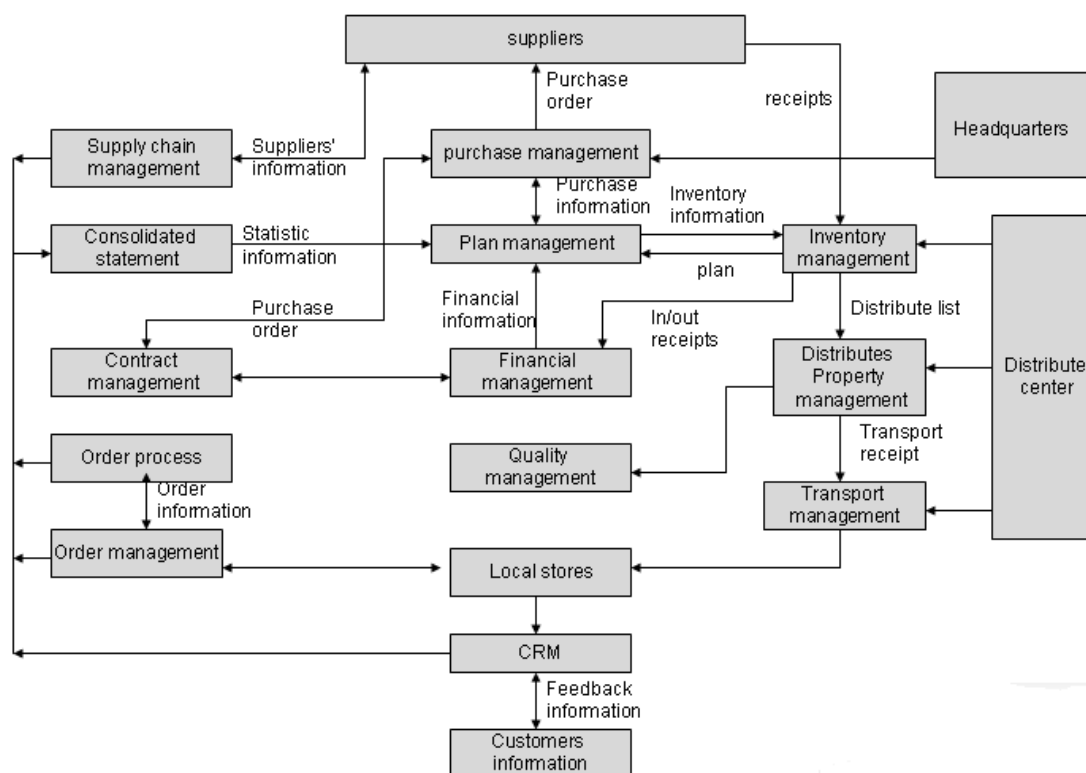 suppliers
Purchase
order
receipts
Headquarters
Supply chain
management
Suppliers'
information
purchase management
Purchase
information
Inventory
information
Consolidated
statement
Statistic
information
Plan management
Inventory
management
plan
Purchase
order
Financial
information
In/out
receipts
Distribute list
Contract
management
Financial
management
Distributes
Property
management
Distribute
center
Order process
Quality
management
Transport
receipt
Order
information
Transport
management
Order management
Local stores
CRM
Feedback
information
Customers
information